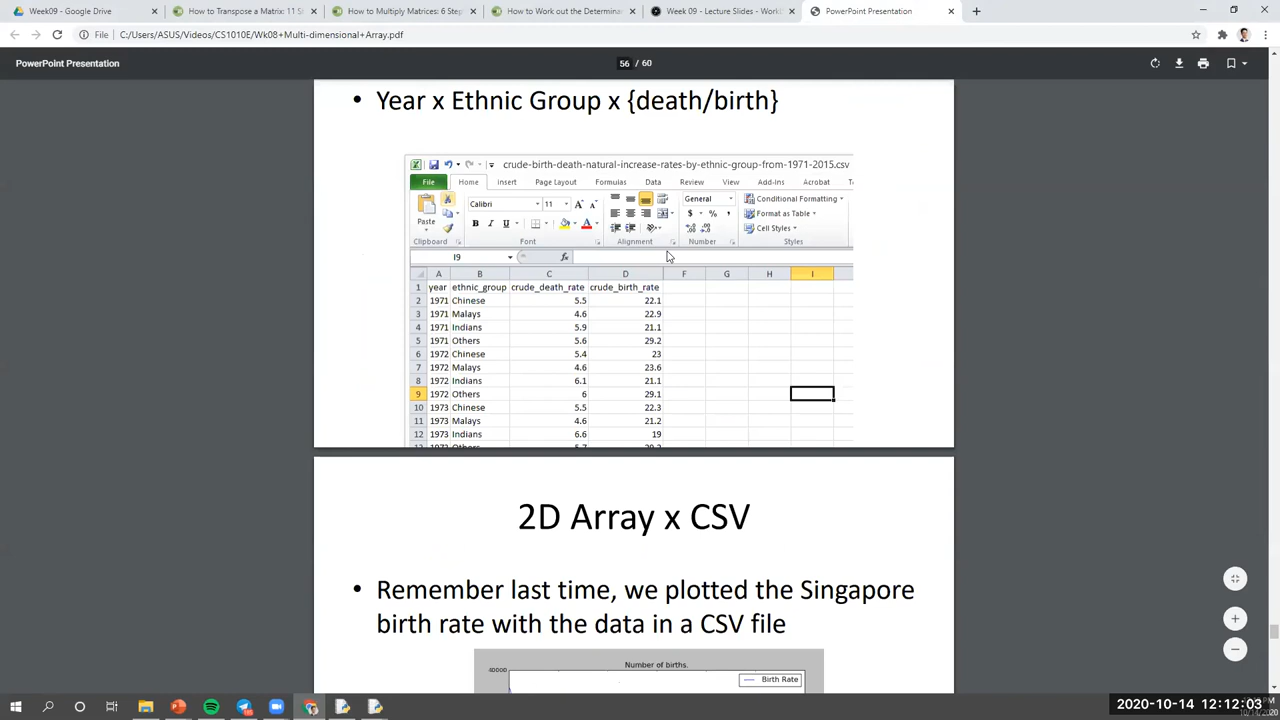 Week09 - Google Drive
How to Transpose a Matrix: 11 S
How to Multiply Matrices: 6 Step
How to Work out the Determina
Week 09 - Lecture Slides - Work
PowerPoint Presentation
File
C:/Users/ASUS/Videos/CS1010E/Wk08+Multi-dimensional+Array.pdf
PowerPoint Presentation
56 / 60
• Year x Ethnic Group x {death/birth}
crude-birth-death-natural-increase-rates-by-ethnic-group-from-1971-2015.csv
File Home Insert Page Layout Formulas Data Review View Add-Ins Acrobat
Paste
Calibri 11
B I U
General
$ % ,
Conditional Formatting
Format as Table
Cell Styles
Clipboard Font Alignment Number Styles
I9 fx
A B C D F G H I
1 year ethnic_group crude_death_rate crude_birth_rate
2 1971 Chinese 5.5 22.1
3 1971 Malays 4.6 22.9
4 1971 Indians 5.9 21.1
5 1971 Others 5.6 29.2
6 1972 Chinese 5.4 23
7 1972 Malays 4.6 23.6
8 1972 Indians 6.1 21.1
9 1972 Others 6 29.1
10 1973 Chinese 5.5 22.3
11 1973 Malays 4.6 21.2
12 1973 Indians 6.6 19
2D Array x CSV
• Remember last time, we plotted the Singapore
birth rate with the data in a CSV file
Number of births.
40000
Birth Rate
2020-10-14 12:12:03